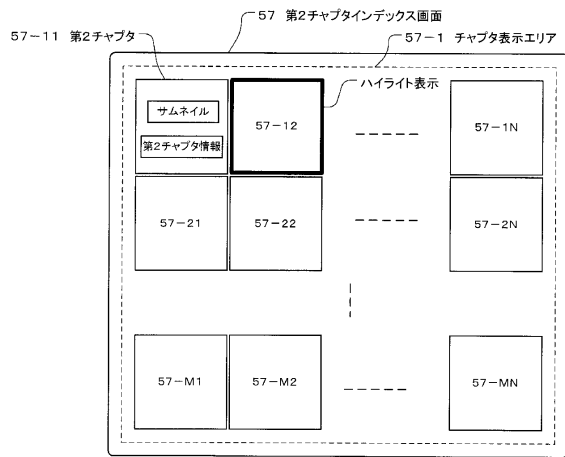 57 第2チャプタインデックス画面
57-11 第2チャプタ
57-1 チャプタ表示エリア
ハイライト表示
サムネイル
第2チャプタ情報
57-12
57-1N
57-21
57-22
57-2N
57-M1
57-M2
57-MN